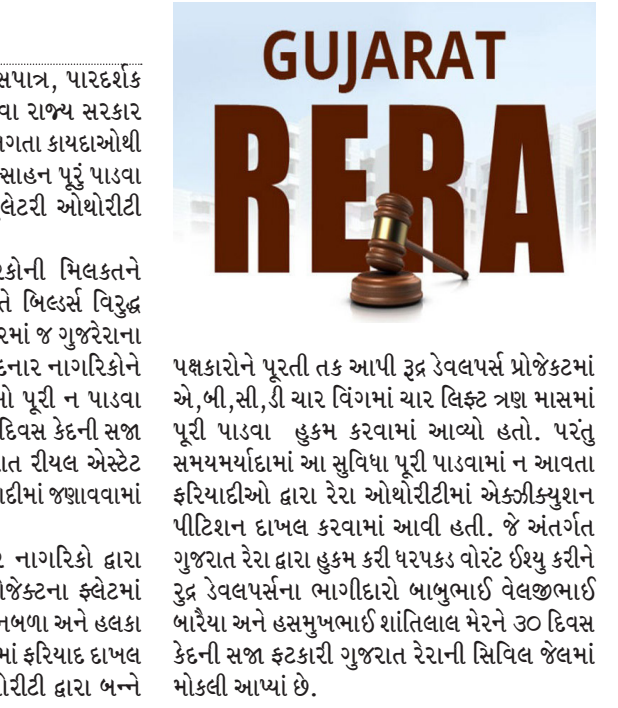 સપાત્ર, પારદર્શક
વા રાજ્ય સરકાર
ગતા કાયદાઓથી
સાહન પૂરું પાડવા
લેટરી ઓથોરીટી
કોની મિલકતને
તે બિલ્ડર્સ વિરુદ્ધ
રમાં જ ગુજરેરાના
દનાર નાગરિકોને
ઓ પૂરી ન પાડવા
દિવસ કેદની સજા
ાત રીયલ એસ્ટેટ
ાદીમાં જણાવવામાં
ર નાગરિકો દ્વારા
ોજેક્ટના ફ્લેટમાં
નબળા અને હલકા
માં ફરિયાદ દાખલ
ોરીટી દ્વારા બન્ને
GUJARAT
RERA
પક્ષકારોને પૂરતી તક આપી રૂદ્ર ડેવલપર્સ પ્રોજેકટમાં
એ,બી,સી,ડી ચાર વિંગમાં ચાર લિફ્ટ ત્રણ માસમાં
પૂરી પાડવા હુકમ કરવામાં આવ્યો હતો. પરંતુ
સમયમર્યાદામાં આ સુવિધા પૂરી પાડવામાં ન આવતા
ફરિયાદીઓ દ્વારા રેરા ઓથોરીટીમાં એક્ઝીક્યુશન
પીટિશન દાખલ કરવામાં આવી હતી. જે અંતર્ગત
ગુજરાત રેરા દ્વારા હુકમ કરી ધરપકડ વોરંટ ઈશ્યુ કરીને
રુદ્ર ડેવલપર્સના ભાગીદારો બાબુભાઈ વેલજીભાઈ
બારૈયા અને હસમુખભાઈ શાંતિલાલ મેરને ૩૦ દિવસ
કેદની સજા ફટકારી ગુજરાત રેરાની સિવિલ જેલમાં
મોકલી આપ્યાં છે.